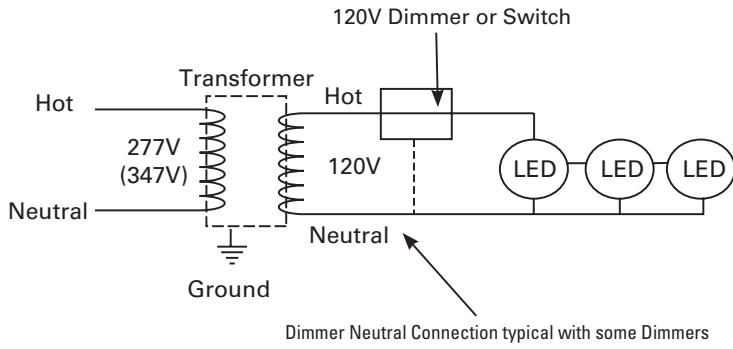 120V Dimmer or Switch
Transformer
Hot
Hot
277V
(347V)
120V
LED
LED
LED
Neutral
Neutral
Ground
Dimmer Neutral Connection typical with some Dimmers